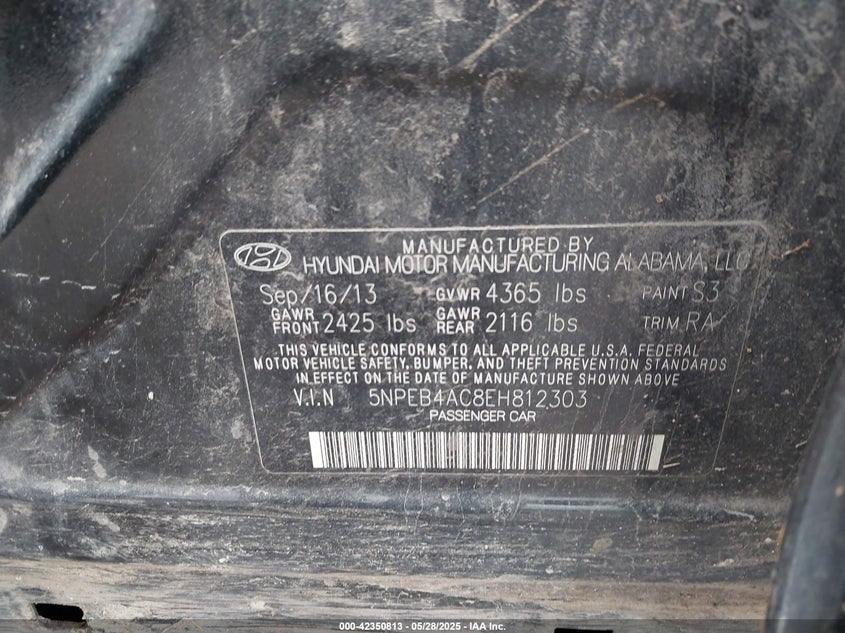 MANUFACTURED BY
HYUNDAI MOTOR MANUFACTURING ALABAMA, LLC
Sep/16/13 GVWR 4365 lbs PAINT S3
GAWR FRONT 2425 lbs GAWR REAR 2116 lbs TRIM RA
THIS VEHICLE CONFORMS TO ALL APPLICABLE U.S.A. FEDERAL
MOTOR VEHICLE SAFETY, BUMPER, AND THEFT PREVENTION STANDARDS
IN EFFECT ON THE DATE OF MANUFACTURE SHOWN ABOVE
V.I.N 5NPEB4AC8EH812303
PASSENGER CAR
000-42350813 - 05/28/2025 - IAA Inc.